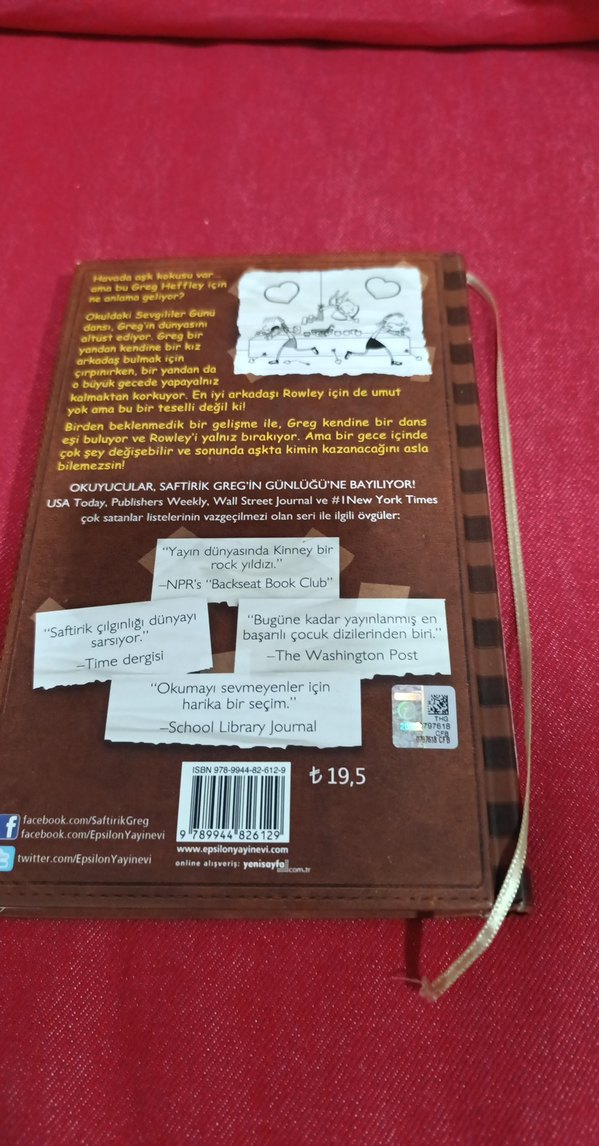 Havada aşk kokusu var...
ama bu Greg Heffley için
ne anlama geliyor?
Okuldaki Sevgililer Günü
dansı, Greg'in dünyasını
altüst ediyor. Greg bir
yandan kendine bir kız
arkadaş bulmak için
çırpınırken, bir yandan da
o büyük gecede yapayalnız
kalmaktan korkuyor. En iyi arkadaşı Rowley için de umut
yok ama bu bir teselli değil ki!
Birden beklenmedik bir gelişme ile, Greg kendine bir dans
eşi buluyor ve Rowley'i yalnız bırakıyor. Ama bir gece içinde
çok şey değişebilir ve sonunda aşkta kimin kazanacağını asla
bilemezsin!
OKUYUCULAR, SAFTİRİK GREG'İN GÜNLÜĞÜ'NE BAYILIYOR!
USA Today, Publishers Weekly, Wall Street Journal ve #1New York Times
çok satanlar listelerinin vazgeçilmezi olan seri ile ilgili övgüler:
"Yayın dünyasında Kinney bir
rock yıldızı."
–NPR's "Backseat Book Club"
"Saftirik çılgınlığı dünyayı
sarsıyor."
–Time dergisi
"Bugüne kadar yayınlanmış en
başarılı çocuk dizilerinden biri."
–The Washington Post
"Okumayı sevmeyenler için
harika bir seçim."
–School Library Journal
THG
0797618
CFB
0797618 CFB
ISBN 978-9944-82-612-9
9 789944 826129
₺ 19,5
www.epsilonyayinevi.com
online alışveriş: yenisayfa.com.tr
facebook.com/SaftirikGreg
facebook.com/EpsilonYayinevi
twitter.com/EpsilonYayinevi